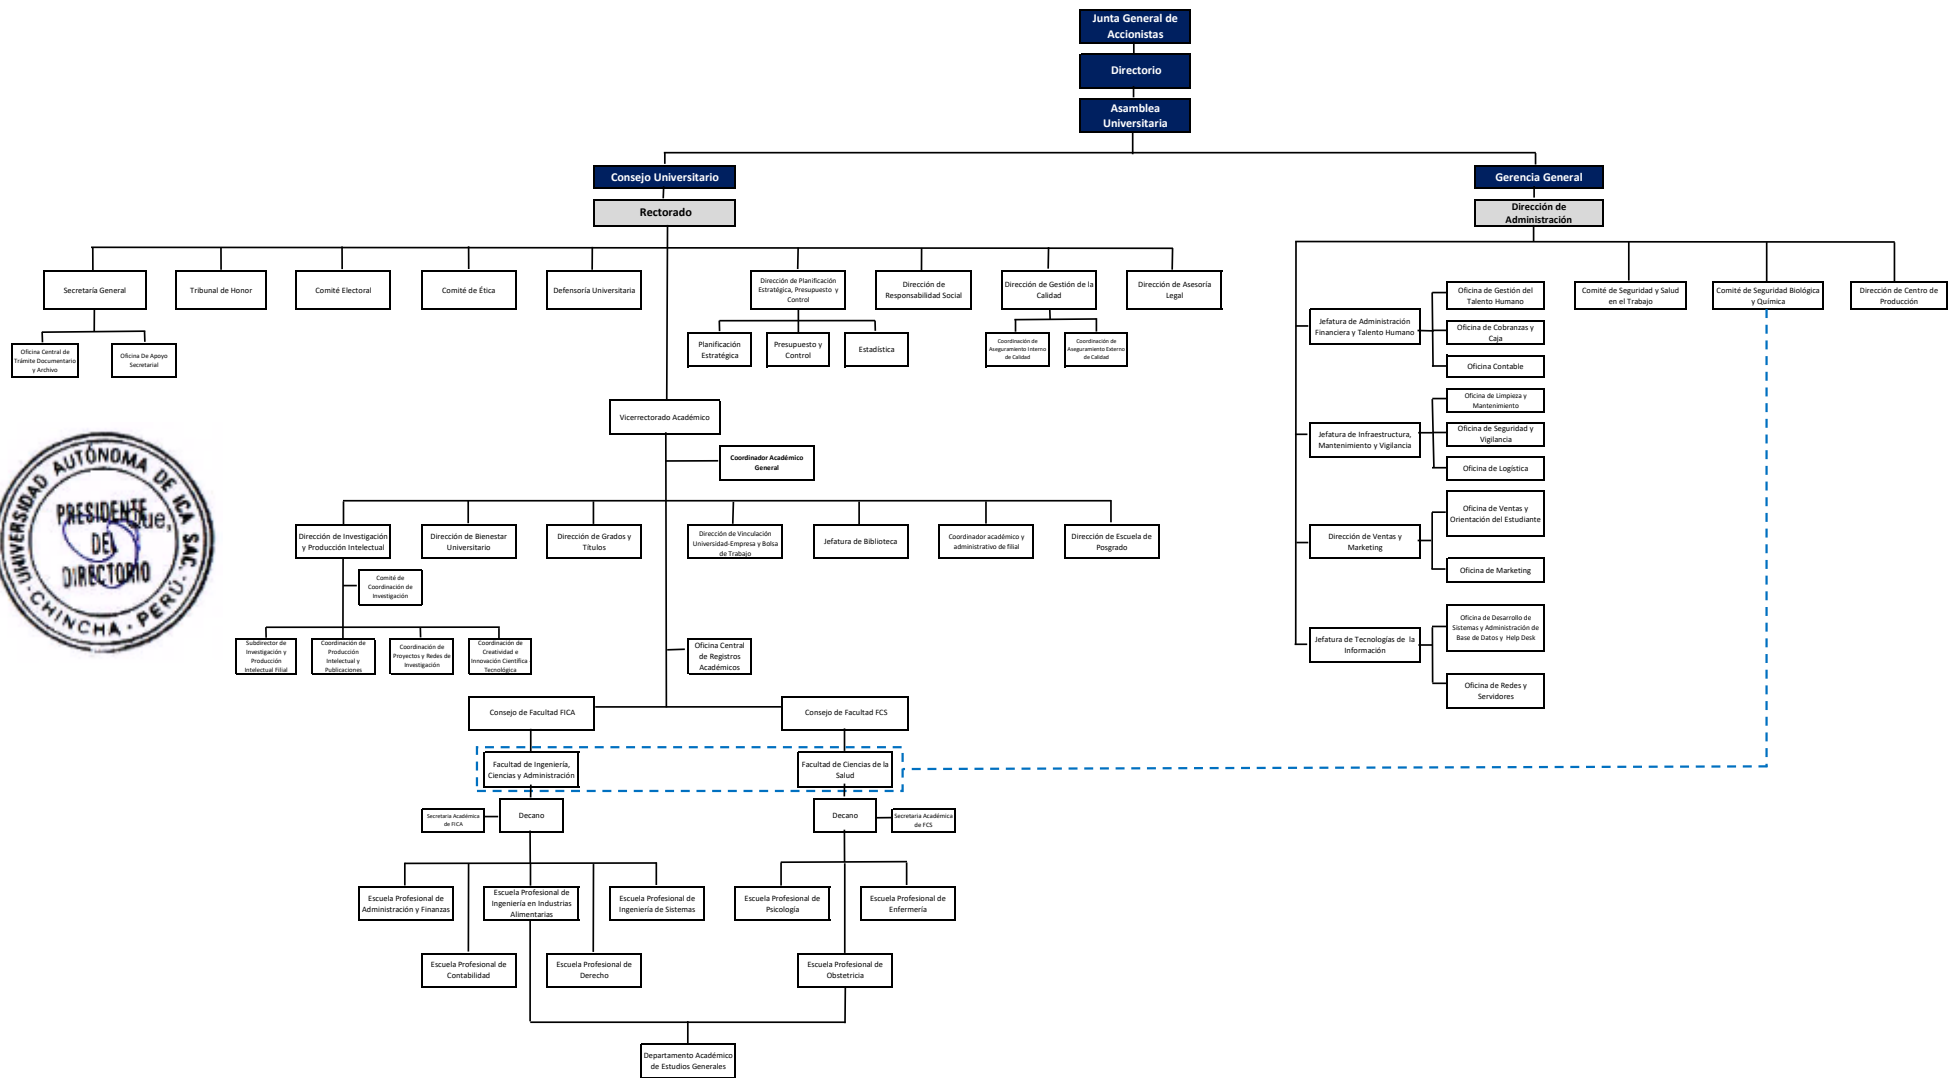 Junta General de
Accionistas
Directorio
Asamblea
Universitaria
Consejo Universitario
Gerencia General
Rectorado
Dirección de
Administración
Secretaría General
Tribunal de Honor
Comité Electoral
Comité de Ética
Defensoría Universitaria
Dirección de Planificación
Estratégica, Presupuesto y
Control
Dirección de
Responsabilidad Social
Dirección de Gestión de la
Calidad
Dirección de Asesoría
Legal
Oficina Central de
Trámite Documentario
y Archivo
Oficina De Apoyo
Secretarial
Planificación
Estratégica
Presupuesto y
Control
Estadística
Coordinación de
Aseguramiento Interno
de Calidad
Coordinación de
Aseguramiento Externo
de Calidad
Jefatura de Administración
Financiera y Talento Humano
Oficina de Gestión del
Talento Humano
Oficina de Cobranzas y
Caja
Oficina Contable
Comité de Seguridad y Salud
en el Trabajo
Comité de Seguridad Biológica
y Química
Dirección de Centro de
Producción
Jefatura de Infraestructura,
Mantenimiento y Vigilancia
Oficina de Limpieza y
Mantenimiento
Oficina de Seguridad y
Vigilancia
Oficina de Logística
Dirección de Ventas y
Marketing
Oficina de Ventas y
Orientación del Estudiante
Oficina de Marketing
Jefatura de Tecnologías de la
Información
Oficina de Desarrollo de
Sistemas y Administración de
Base de Datos y Help Desk
Oficina de Redes y
Servidores
Vicerrectorado Académico
Coordinador Académico
General
UNIVERSIDAD AUTÓNOMA DE ICA SAC.
PRESIDENTE
DEL
DIRECTORIO
que,
CHINCHA - PERÚ
Dirección de Investigación
y Producción Intelectual
Dirección de Bienestar
Universitario
Dirección de Grados y
Títulos
Dirección de Vinculación
Universidad-Empresa y Bolsa
de Trabajo
Jefatura de Biblioteca
Coordinador académico y
administrativo de filial
Dirección de Escuela de
Posgrado
Comité de
Coordinación de
Investigación
Subdirector de
Investigación y
Producción
Intelectual Filial
Coordinación de
Producción
Intelectual y
Publicaciones
Coordinación de
Proyectos y Redes de
Investigación
Coordinación de
Creatividad e
Innovación Científica
Tecnológica
Oficina Central
de Registros
Académicos
Consejo de Facultad FICA
Consejo de Facultad FCS
Facultad de Ingeniería,
Ciencias y Administración
Facultad de Ciencias de la
Salud
Secretaria Académica
de FICA
Decano
Decano
Secretaria Académica
de FCS
Escuela Profesional de
Administración y Finanzas
Escuela Profesional de
Ingeniería en Industrias
Alimentarias
Escuela Profesional de
Ingeniería de Sistemas
Escuela Profesional de
Psicología
Escuela Profesional de
Enfermería
Escuela Profesional de
Contabilidad
Escuela Profesional de
Derecho
Escuela Profesional de
Obstetricia
Departamento Académico
de Estudios Generales